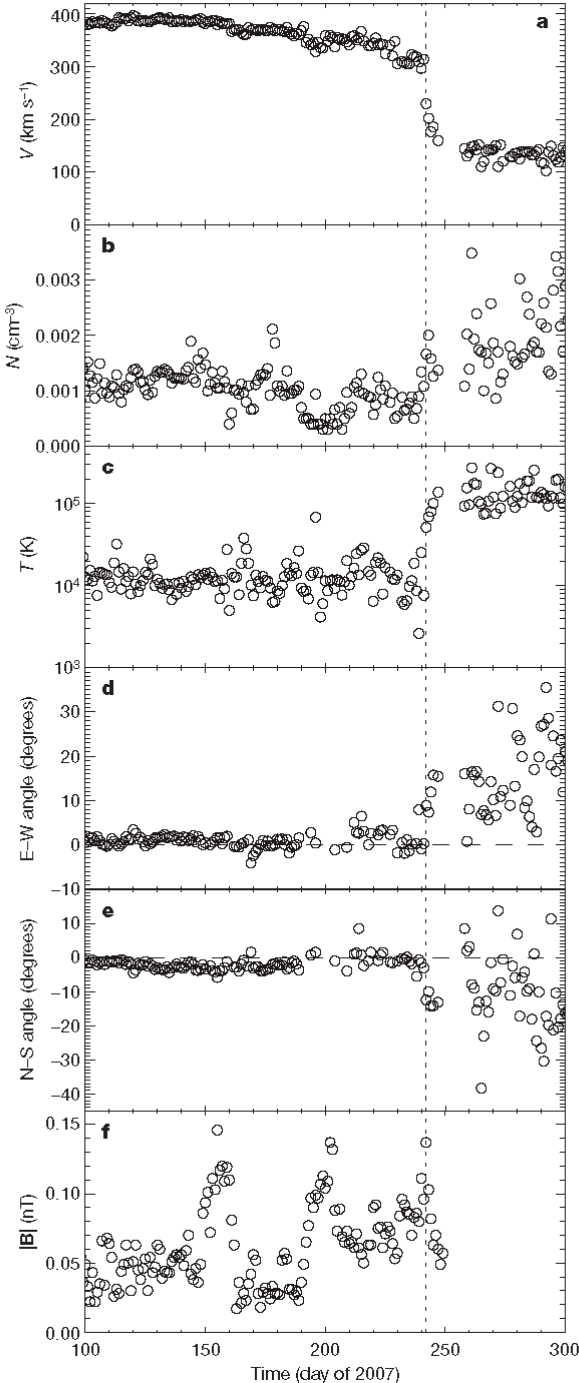 a
400
300
200
100
0
V (km s⁻¹)
b
0.003
0.002
0.001
0.000
N (cm⁻³)
c
10⁵
10⁴
10³
T (K)
d
30
20
10
0
−10
E–W angle (degrees)
e
10
0
−10
−20
−30
−40
N–S angle (degrees)
f
0.15
0.10
0.05
0.00
|B| (nT)
100 150 200 250 300
Time (day of 2007)